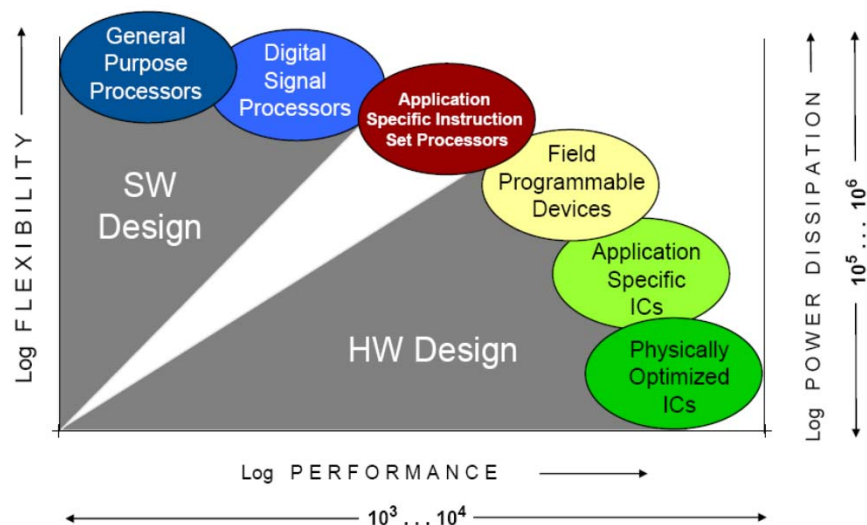 General
Purpose
Processors
Digital
Signal
Processors
Application
Specific Instruction
Set Processors
Field
Programmable
Devices
Application
Specific
ICs
Physically
Optimized
ICs
SW
Design
HW Design
Log FLEXIBILITY
Log POWER DISSIPATION
10⁵ . . . 10⁶
Log PERFORMANCE
10³ . . . 10⁴